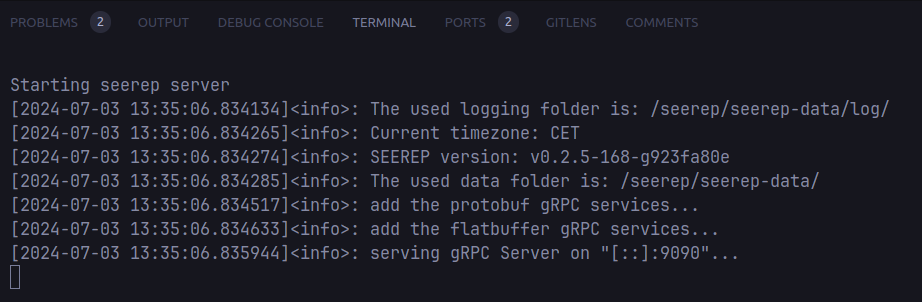 PROBLEMS 2 OUTPUT DEBUG CONSOLE TERMINAL PORTS 2 GITLENS COMMENTS
Starting seerep server
[2024-07-03 13:35:06.834134]<info>: The used logging folder is: /seerep/seerep-data/log/
[2024-07-03 13:35:06.834265]<info>: Current timezone: CET
[2024-07-03 13:35:06.834274]<info>: SEEREP version: v0.2.5-168-g923fa80e
[2024-07-03 13:35:06.834285]<info>: The used data folder is: /seerep/seerep-data/
[2024-07-03 13:35:06.834517]<info>: add the protobuf gRPC services...
[2024-07-03 13:35:06.834633]<info>: add the flatbuffer gRPC services...
[2024-07-03 13:35:06.835944]<info>: serving gRPC Server on "[::]:9090"...